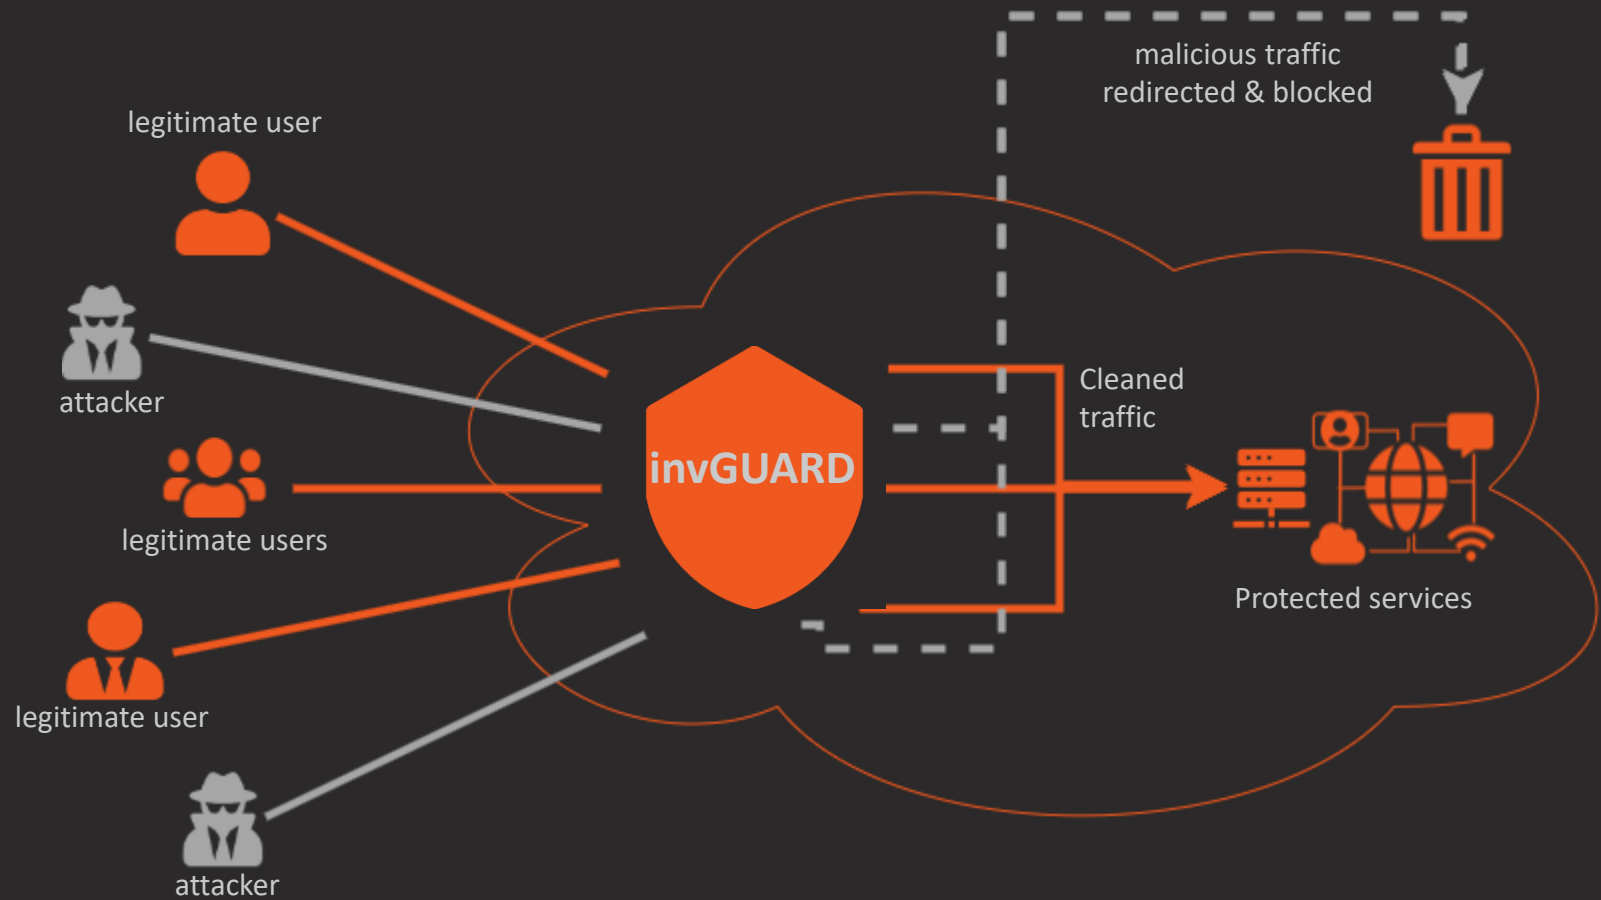 malicious traffic
redirected & blocked
legitimate user
attacker
Cleaned
traffic
invGUARD
legitimate users
Protected services
legitimate user
attacker